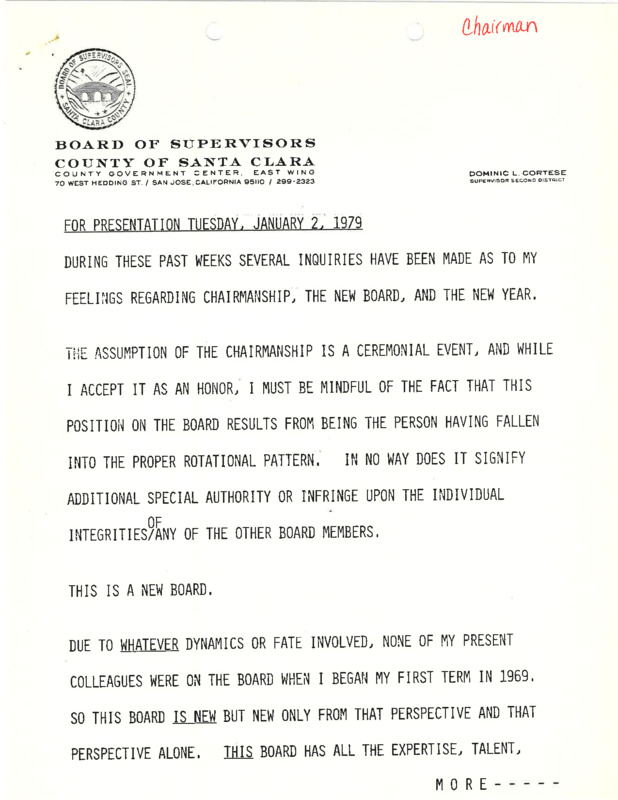 Chairman
BOARD OF SUPERVISORS SEAL
SANTA CLARA COUNTY
BOARD OF SUPERVISORS
COUNTY OF SANTA CLARA
COUNTY GOVERNMENT CENTER, EAST WING
70 WEST HEDDING ST. / SAN JOSE, CALIFORNIA 95110 / 299-2323
DOMINIC L. CORTESE
SUPERVISOR SECOND DISTRICT
FOR PRESENTATION TUESDAY, JANUARY 2, 1979
DURING THESE PAST WEEKS SEVERAL INQUIRIES HAVE BEEN MADE AS TO MY
FEELINGS REGARDING CHAIRMANSHIP, THE NEW BOARD, AND THE NEW YEAR.
THE ASSUMPTION OF THE CHAIRMANSHIP IS A CEREMONIAL EVENT, AND WHILE
I ACCEPT IT AS AN HONOR, I MUST BE MINDFUL OF THE FACT THAT THIS
POSITION ON THE BOARD RESULTS FROM BEING THE PERSON HAVING FALLEN
INTO THE PROPER ROTATIONAL PATTERN. IN NO WAY DOES IT SIGNIFY
ADDITIONAL SPECIAL AUTHORITY OR INFRINGE UPON THE INDIVIDUAL
INTEGRITIES/OF ANY OF THE OTHER BOARD MEMBERS.
THIS IS A NEW BOARD.
DUE TO WHATEVER DYNAMICS OR FATE INVOLVED, NONE OF MY PRESENT
COLLEAGUES WERE ON THE BOARD WHEN I BEGAN MY FIRST TERM IN 1969.
SO THIS BOARD IS NEW BUT NEW ONLY FROM THAT PERSPECTIVE AND THAT
PERSPECTIVE ALONE. THIS BOARD HAS ALL THE EXPERTISE, TALENT,
M O R E - - - - -